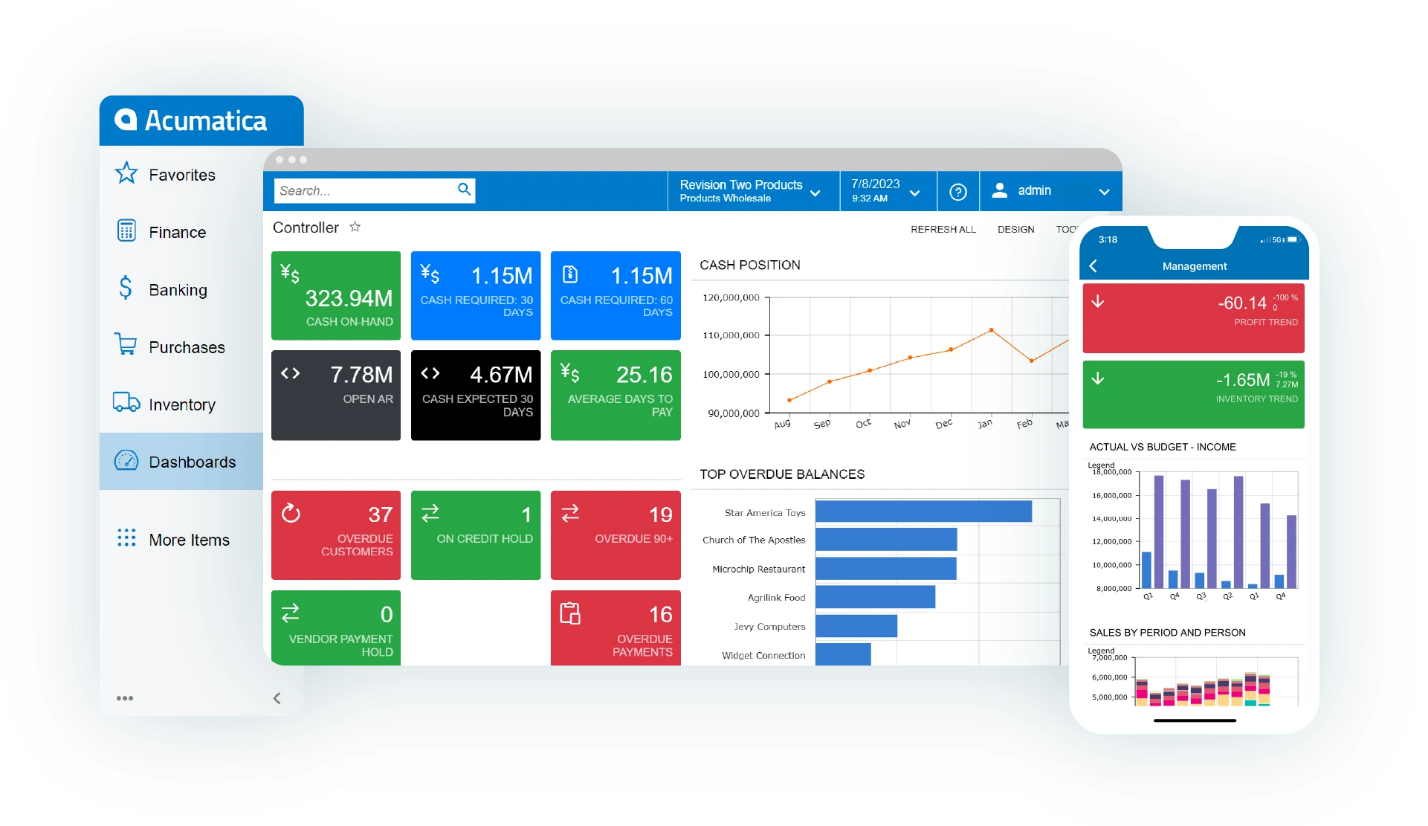 Acumatica
Favorites
Finance
Banking
Purchases
Inventory
Dashboards
More Items
Search...
Revision Two Products
Products Wholesale
7/8/2023
9:32 AM
admin
Controller
REFRESH ALL
DESIGN
323.94M
CASH ON-HAND
1.15M
CASH REQUIRED: 30
DAYS
1.15M
CASH REQUIRED: 60
DAYS
7.78M
OPEN AR
4.67M
CASH EXPECTED 30
DAYS
25.16
AVERAGE DAYS TO
PAY
37
OVERDUE
CUSTOMERS
1
ON CREDIT HOLD
19
OVERDUE 90+
0
VENDOR PAYMENT
HOLD
16
OVERDUE
PAYMENTS
CASH POSITION
120,000,000
110,000,000
100,000,000
90,000,000
Aug
Sep
Oct
Nov
Dec
Jan
Feb
TOP OVERDUE BALANCES
Star America Toys
Church of The Apostles
Microchip Restaurant
Agrilink Food
Jevy Computers
Widget Connection
3:18
5G
Management
-60.14
-100 %
0
PROFIT TREND
-1.65M
-19 %
7.27M
INVENTORY TREND
ACTUAL VS BUDGET - INCOME
Legend
18,000,000
16,000,000
14,000,000
12,000,000
10,000,000
8,000,000
Q1
Q4
Q3
Q2
Q1
Q4
SALES BY PERIOD AND PERSON
Legend
7,000,000
6,000,000
5,000,000